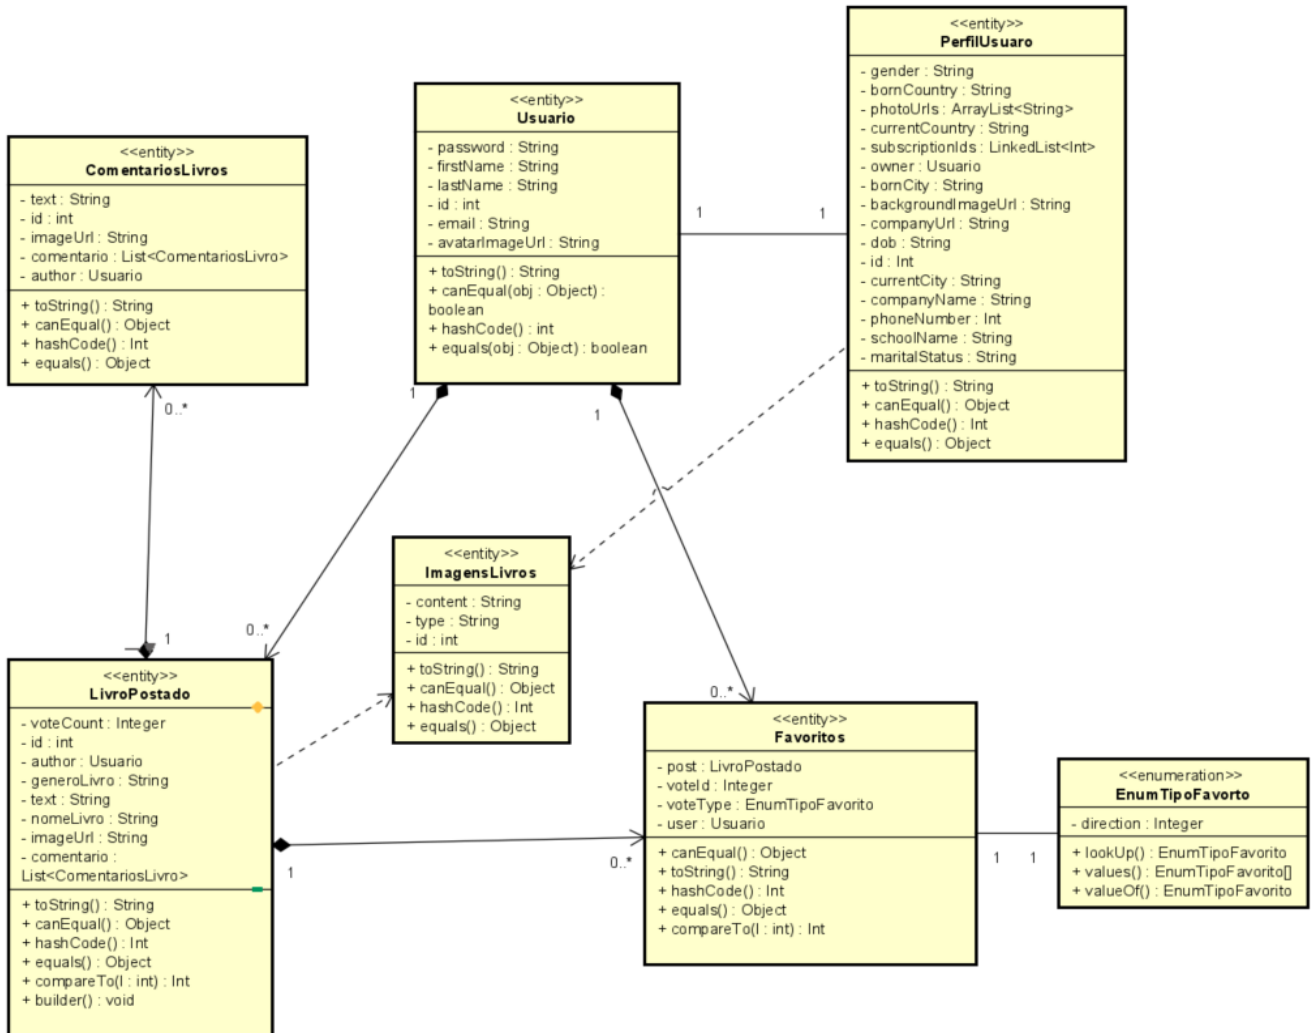 <<entity>>
PerfilUsuaro
- gender : String
- bornCountry : String
- photoUrls : ArrayList<String>
- currentCountry : String
- subscriptionIds : LinkedList<Int>
- owner : Usuario
- bornCity : String
- backgroundImageUrl : String
- companyUrl : String
- dob : String
- id : Int
- currentCity : String
- companyName : String
- phoneNumber : Int
- schoolName : String
- maritalStatus : String
+ toString() : String
+ canEqual() : Object
+ hashCode() : Int
+ equals() : Object
<<entity>>
Usuario
- password : String
- firstName : String
- lastName : String
- id : int
- email : String
- avatarImageUrl : String
+ toString() : String
+ canEqual(obj : Object) :
boolean
+ hashCode() : int
+ equals(obj : Object) : boolean
1
1
<<entity>>
ComentariosLivros
- text : String
- id : int
- imageUrl : String
- comentario : List<ComentariosLivro>
- author : Usuario
+ toString() : String
+ canEqual() : Object
+ hashCode() : Int
+ equals() : Object
0..*
1
1
1
0..*
0..*
<<entity>>
ImagensLivros
- content : String
- type : String
- id : int
+ toString() : String
+ canEqual() : Object
+ hashCode() : Int
+ equals() : Object
<<entity>>
LivroPostado
- voteCount : Integer
- id : int
- author : Usuario
- generoLivro : String
- text : String
- nomeLivro : String
- imageUrl : String
- comentario :
List<ComentariosLivro>
+ toString() : String
+ canEqual() : Object
+ hashCode() : Int
+ equals() : Object
+ compareTo(l : int) : Int
+ builder() : void
1
0..*
<<entity>>
Favoritos
- post : LivroPostado
- voteId : Integer
- voteType : EnumTipoFavorito
- user : Usuario
+ canEqual() : Object
+ toString() : String
+ hashCode() : Int
+ equals() : Object
+ compareTo(l : int) : Int
1
1
<<enumeration>>
EnumTipoFavorto
- direction : Integer
+ lookUp() : EnumTipoFavorito
+ values() : EnumTipoFavorito[]
+ valueOf() : EnumTipoFavorito